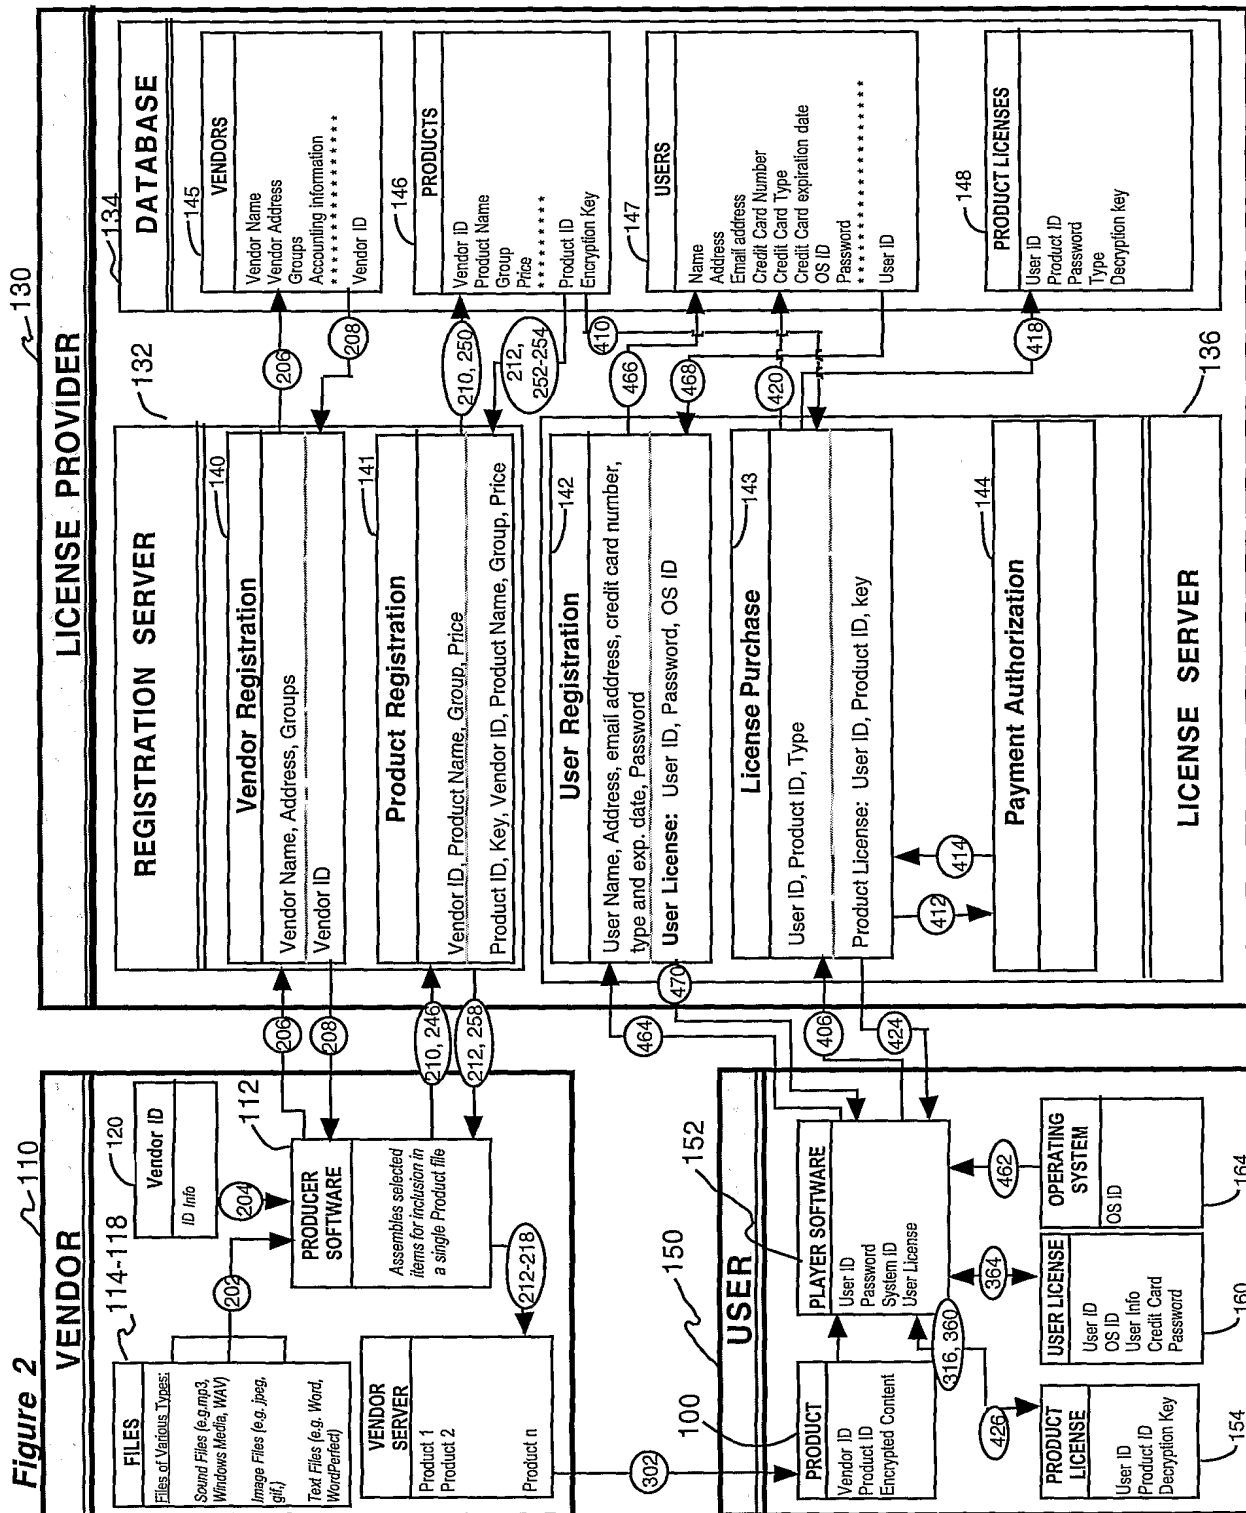 Figure 2
110
VENDOR
114-118
FILES
Files of Various Types:
Sound Files (e.g.mp3,
Windows Media, WAV)
Image Files (e.g. jpeg,
gif,)
Text Files (e.g. Word,
WordPerfect)
120
Vendor ID
ID Info
202
204
112
PRODUCER
SOFTWARE
Assembles selected
items for inclusion in
a single Product file
212-218
VENDOR
SERVER
Product 1
Product 2
Product n
302
206
208
210, 246
212, 258
130
LICENSE PROVIDER
132
REGISTRATION SERVER
140
Vendor Registration
Vendor Name, Address, Groups
Vendor ID
141
Product Registration
Vendor ID, Product Name, Group, Price
Product ID, Key, Vendor ID, Product Name, Group, Price
142
User Registration
User Name, Address, email address, credit card number,
type and exp. date, Password
User License: User ID, Password, OS ID
143
License Purchase
User ID, Product ID, Type
Product License: User ID, Product ID, key
412
414
144
Payment Authorization
LICENSE SERVER
136
206
208
210, 250
212,
252-254
410
466
468
420
418
134
DATABASE
145
VENDORS
Vendor Name
Vendor Address
Groups
Accounting information
******************
Vendor ID
146
PRODUCTS
Vendor ID
Product Name
Group
Price
*********
Product ID
Encryption Key
147
USERS
Name
Address
Email address
Credit Card Number
Credit Card Type
Credit Card expiration date
OS ID
Password
**********************
User ID
148
PRODUCT LICENSES
User ID
Product ID
Password
Type
Decryption key
464
470
406
424
150
USER
152
PLAYER SOFTWARE
User ID
Password
System ID
User License
100
PRODUCT
Vendor ID
Product ID
Encrypted Content
316, 360
364
462
426
PRODUCT
LICENSE
User ID
Product ID
Decryption Key
154
USER LICENSE
User ID
OS ID
User Info
Credit Card
Password
160
OPERATING
SYSTEM
OS ID
164